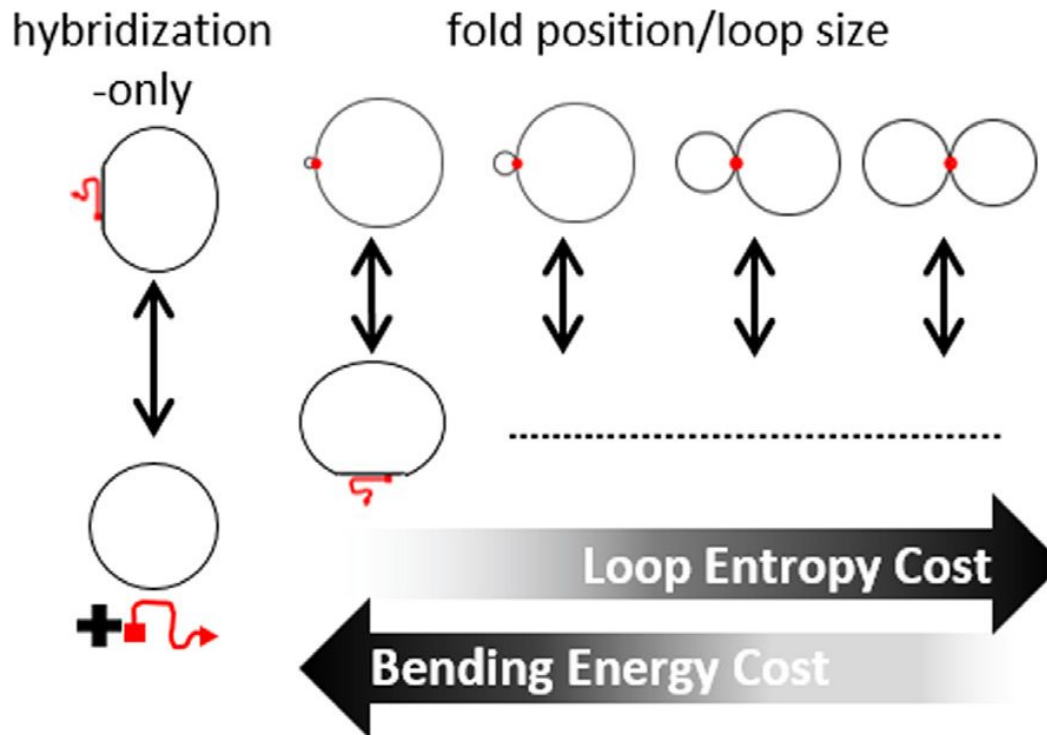 hybridization
-only
fold position/loop size
Loop Entropy Cost
Bending Energy Cost